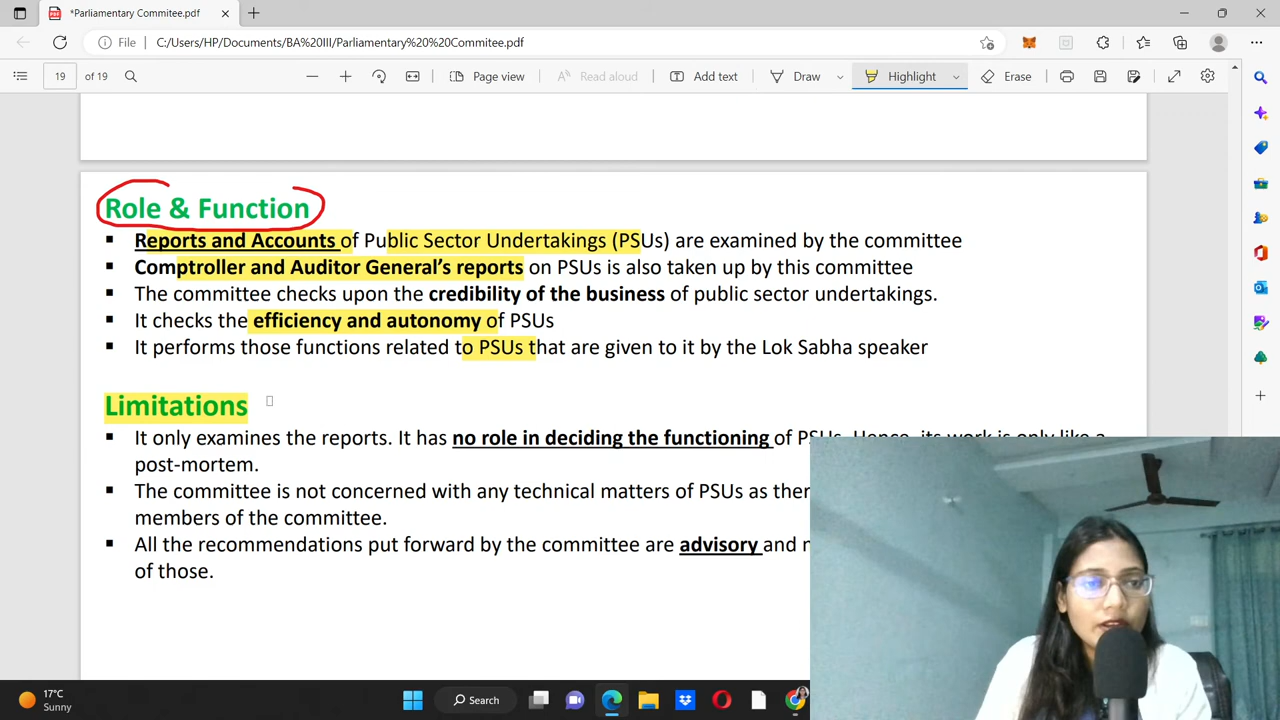 *Parliamentary Commitee.pdf
File C:/Users/HP/Documents/BA%20III/Parliamentary%20%20Commitee.pdf
19 of 19 Page view Read aloud Add text Draw Highlight Erase
Role & Function
Reports and Accounts of Public Sector Undertakings (PSUs) are examined by the committee
Comptroller and Auditor General’s reports on PSUs is also taken up by this committee
The committee checks upon the credibility of the business of public sector undertakings.
It checks the efficiency and autonomy of PSUs
It performs those functions related to PSUs that are given to it by the Lok Sabha speaker
Limitations
It only examines the reports. It has no role in deciding the functioning of PSUs. Hence, its work is only like a
post-mortem.
The committee is not concerned with any technical matters of PSUs as
members of the committee.
All the recommendations put forward by the committee are advisory and
of those.
17°C
Sunny
Search